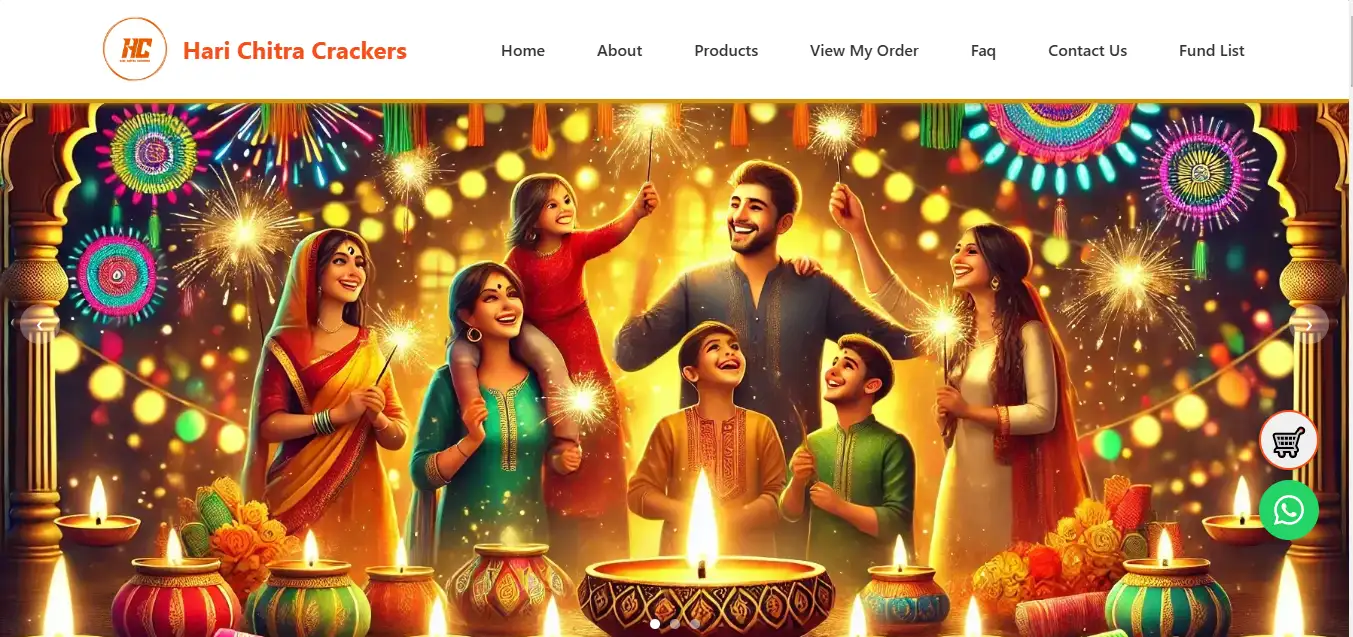 HC
Hari Chitra Crackers
Home
About
Products
View My Order
Faq
Contact Us
Fund List